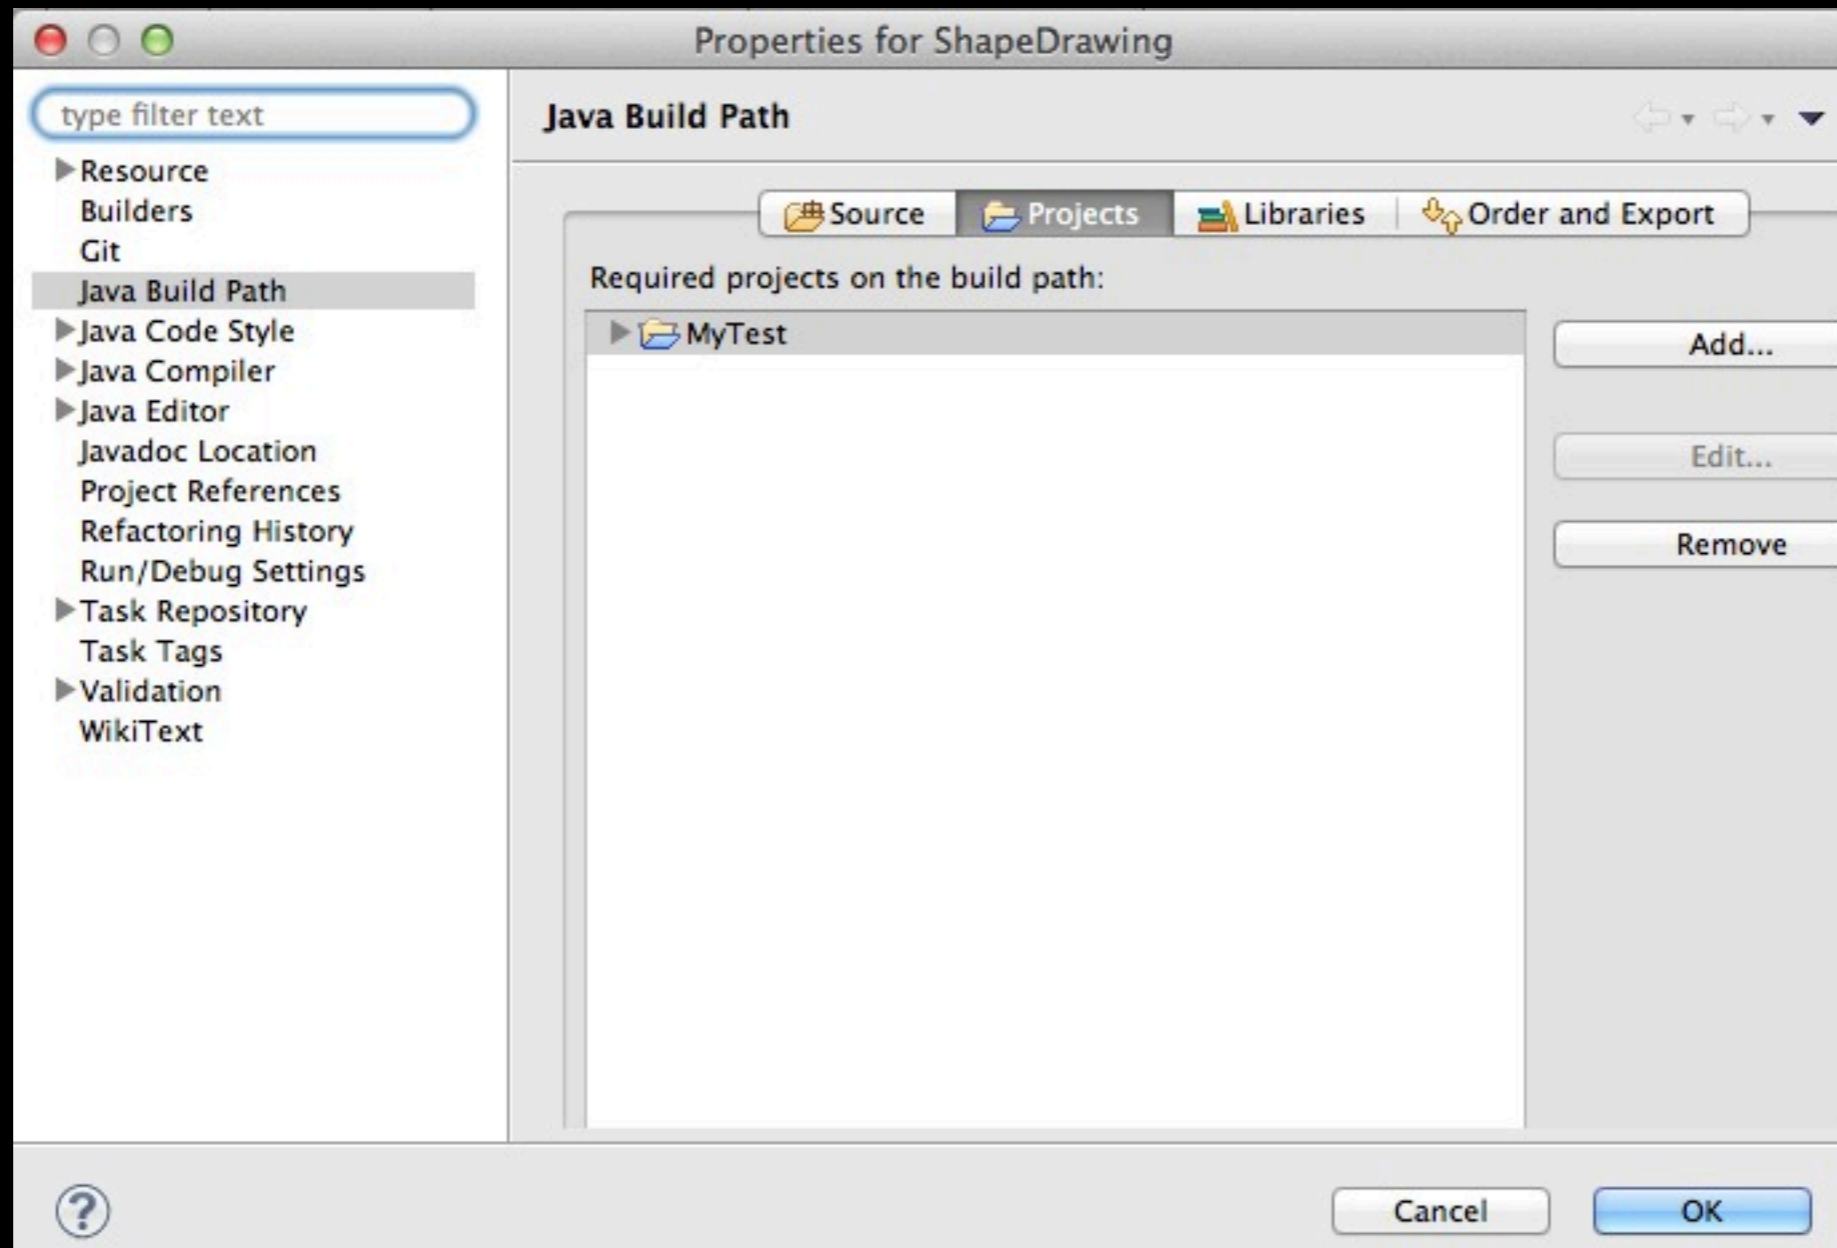 Properties for ShapeDrawing
type filter text
Resource
Builders
Git
Java Build Path
Java Code Style
Java Compiler
Java Editor
Javadoc Location
Project References
Refactoring History
Run/Debug Settings
Task Repository
Task Tags
Validation
WikiText
Java Build Path
Source Projects Libraries Order and Export
Required projects on the build path:
MyTest
Add...
Edit...
Remove
?
Cancel OK